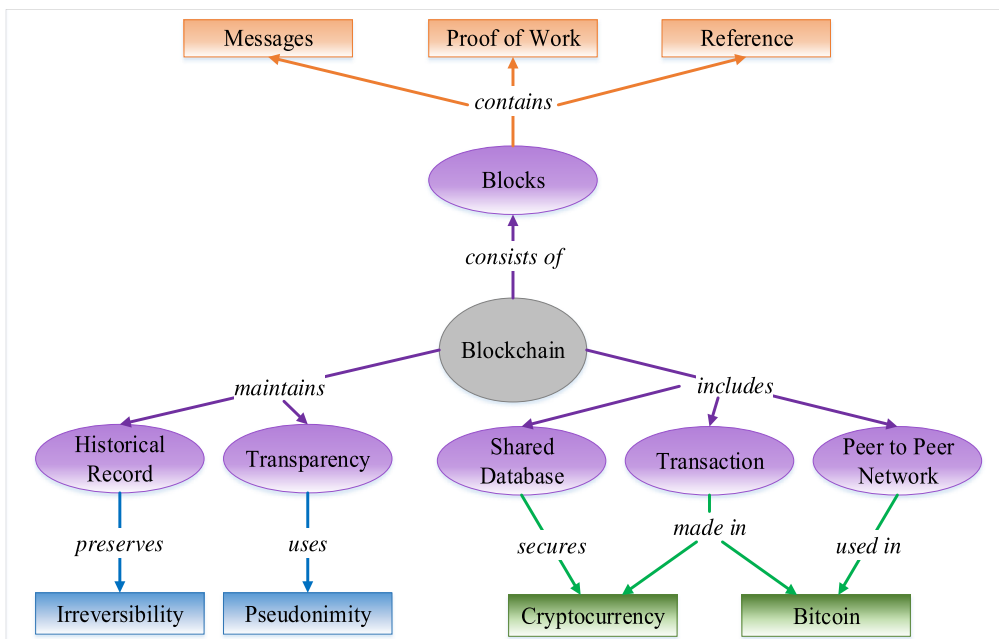 Messages
Proof of Work
Reference
contains
Blocks
consists of
Blockchain
maintains
includes
Historical
Record
Transparency
Shared
Database
Transaction
Peer to Peer
Network
preserves
uses
secures
made in
used in
Irreversibility
Pseudonimity
Cryptocurrency
Bitcoin